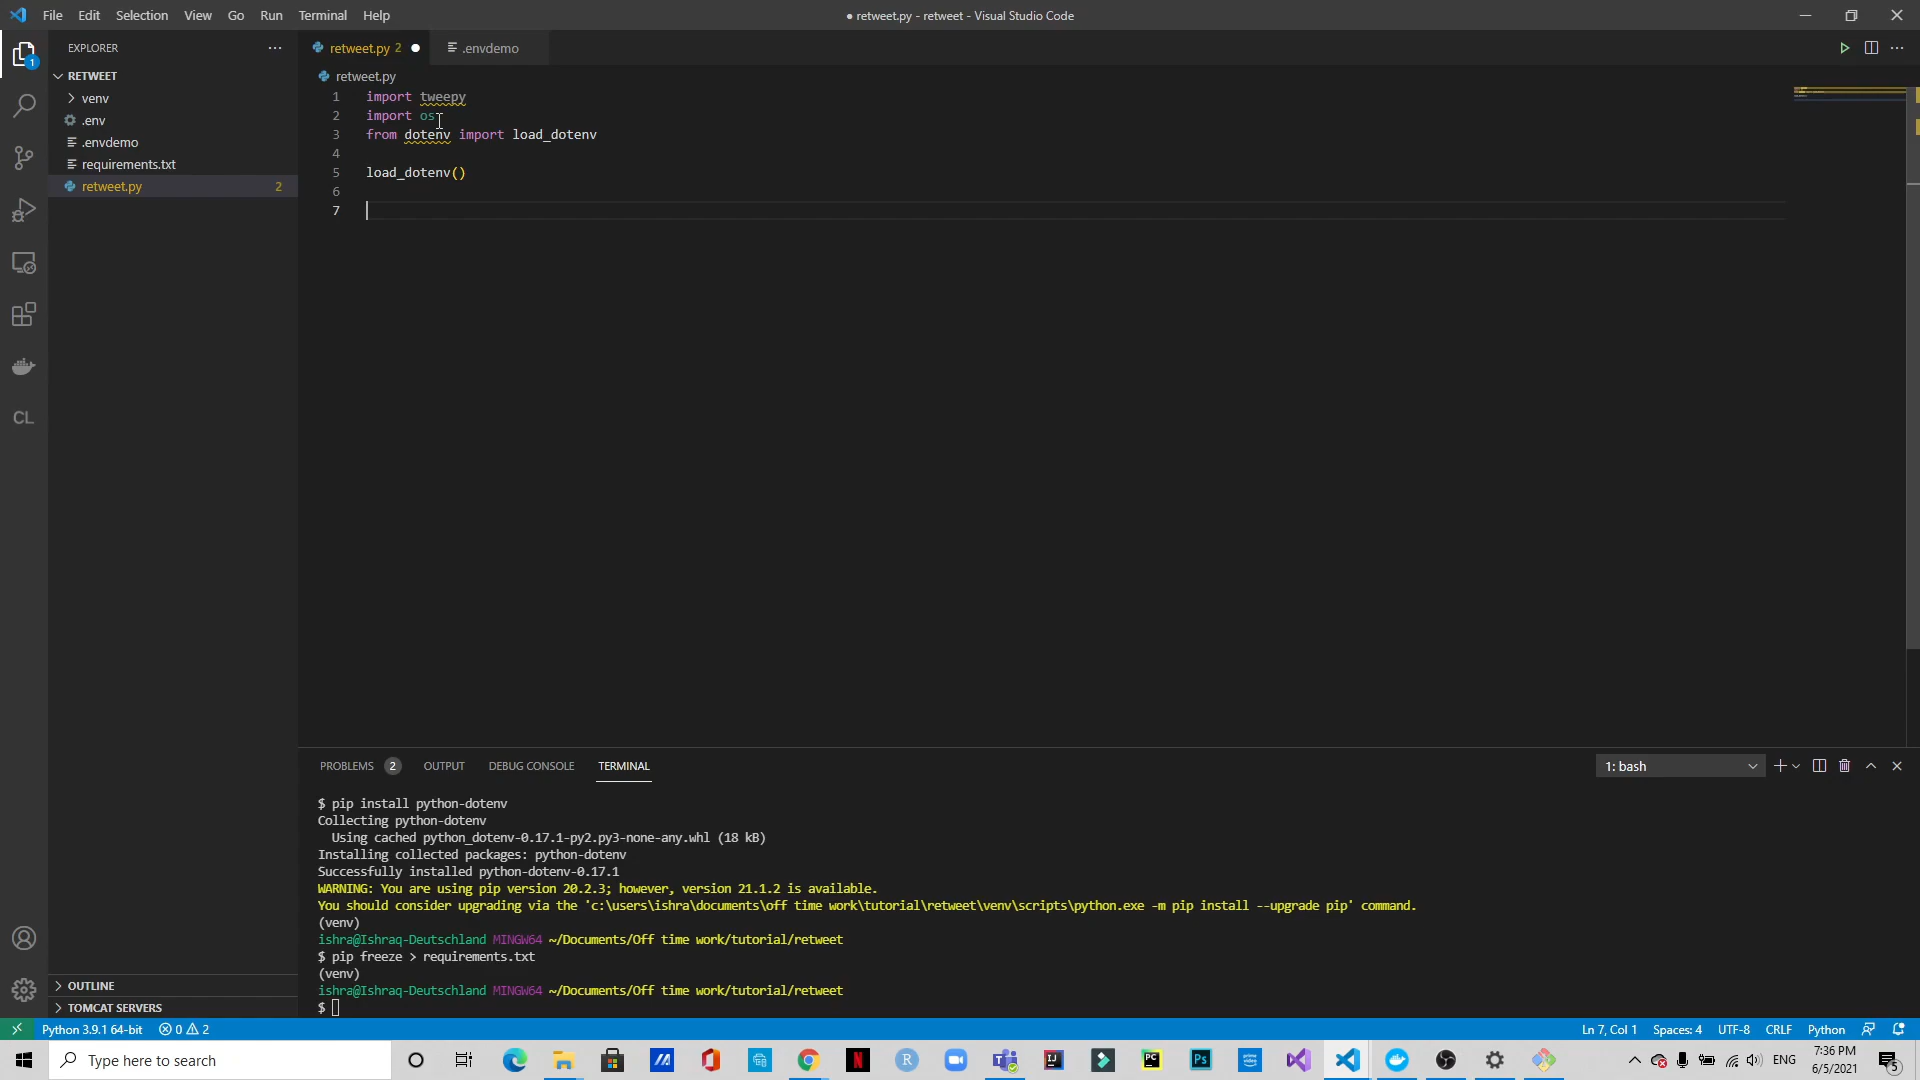 File Edit Selection View Go Run Terminal Help
● retweet.py - retweet - Visual Studio Code
EXPLORER
retweet.py 2
.envdemo
RETWEET
venv
.env
.envdemo
requirements.txt
retweet.py 2
1
CL
retweet.py
1 import tweepy
2 import os
3 from dotenv import load_dotenv
4
5 load_dotenv()
6
7
PROBLEMS 2 OUTPUT DEBUG CONSOLE TERMINAL
1: bash
$ pip install python-dotenv
Collecting python-dotenv
Using cached python_dotenv-0.17.1-py2.py3-none-any.whl (18 kB)
Installing collected packages: python-dotenv
Successfully installed python-dotenv-0.17.1
WARNING: You are using pip version 20.2.3; however, version 21.1.2 is available.
You should consider upgrading via the 'c:\users\ishra\documents\off time work\tutorial\retweet\venv\scripts\python.exe -m pip install --upgrade pip' command.
(venv)
ishra@Ishraq-Deutschland MINGW64 ~/Documents/Off time work/tutorial/retweet
$ pip freeze > requirements.txt
(venv)
ishra@Ishraq-Deutschland MINGW64 ~/Documents/Off time work/tutorial/retweet
$
OUTLINE
TOMCAT SERVERS
Python 3.9.1 64-bit 0 2
Ln 7, Col 1 Spaces: 4 UTF-8 CRLF Python
Type here to search
N
R
IJ
PC
Ps
prime video
ENG
7:36 PM
6/5/2021
5